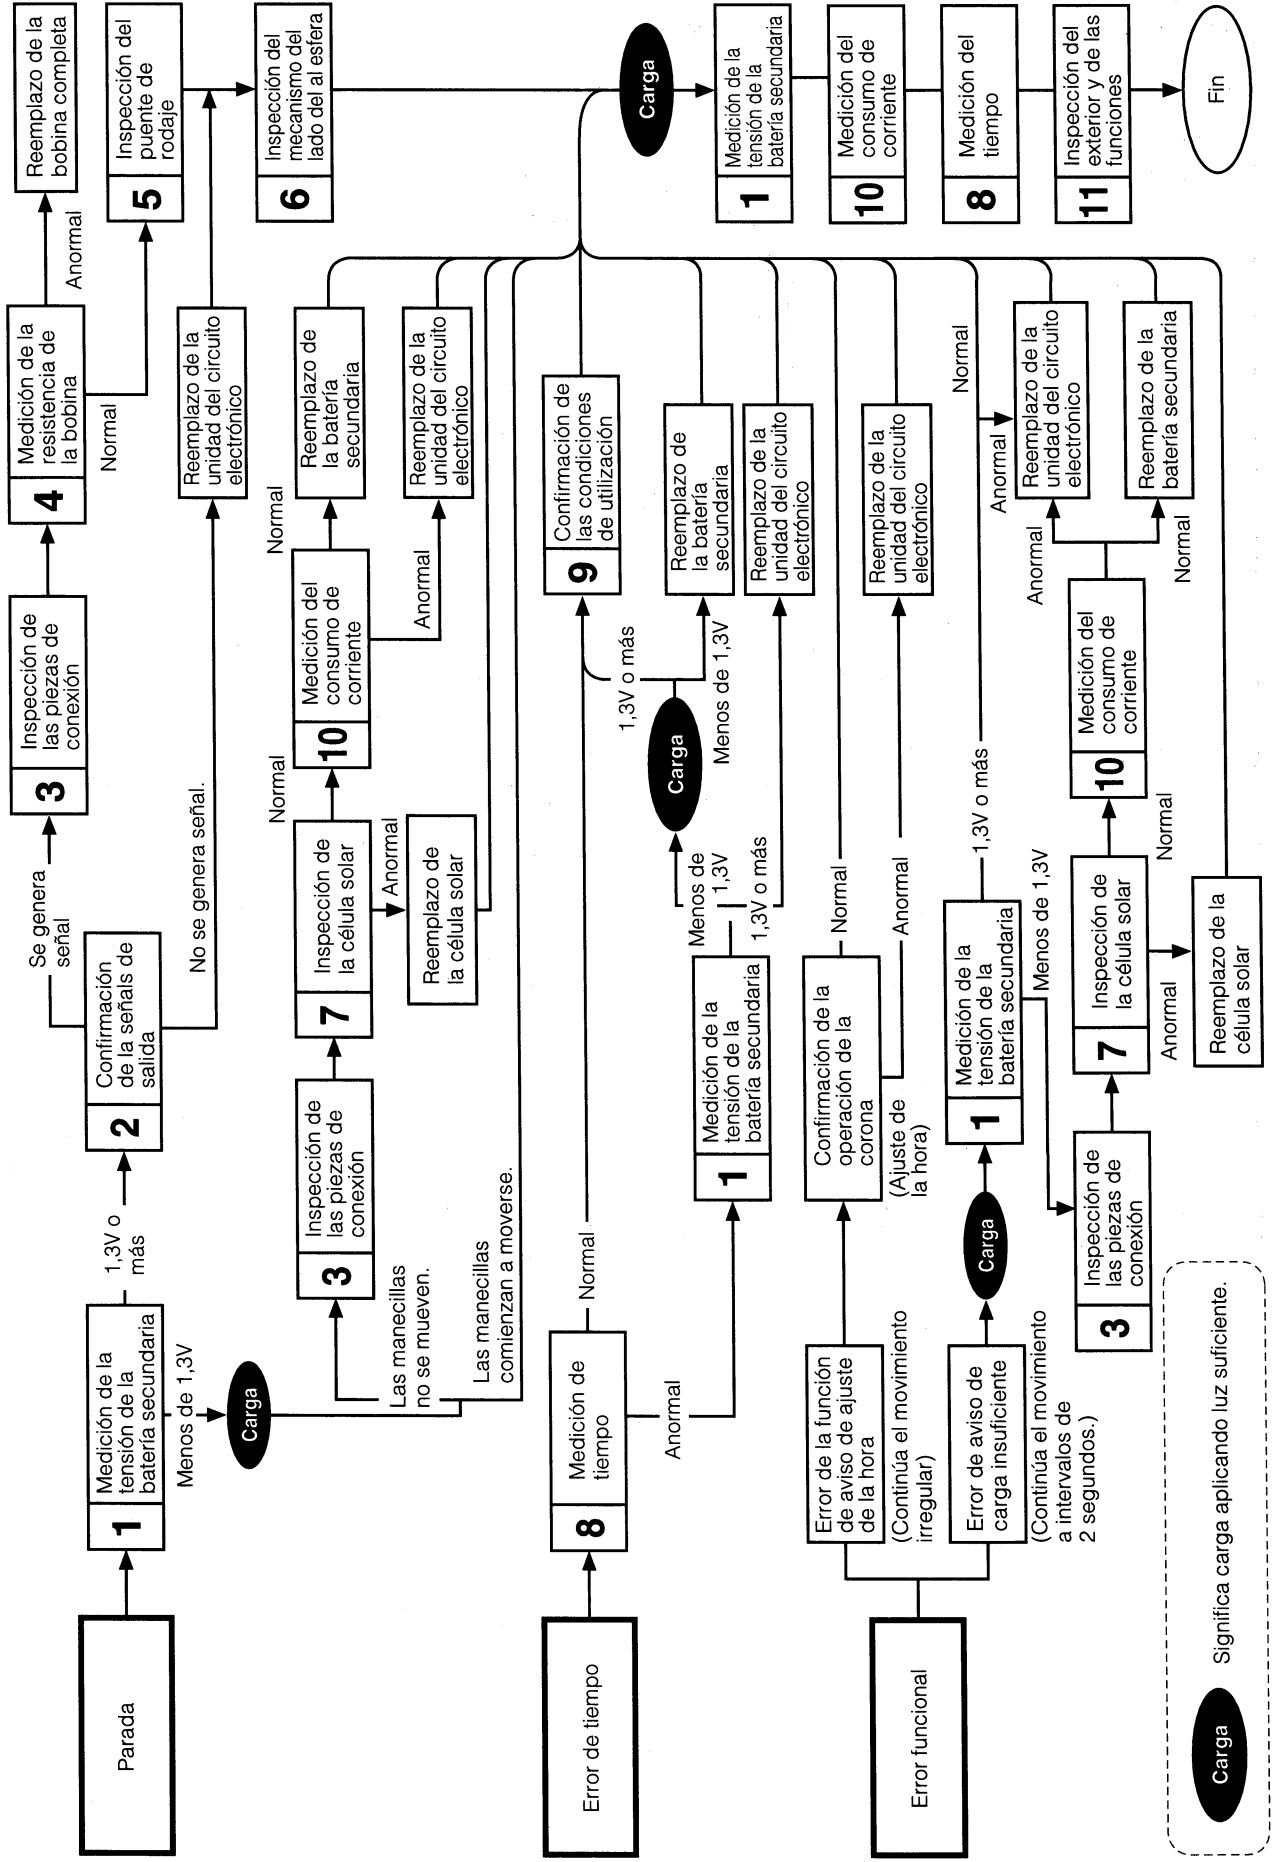 Parada
1
Medición de la
tensión de la
batería secundaria
1,3V o
más
Menos de 1,3V
Carga
2
Confirmación
de la señals de
salida
Se genera
señal
No se genera señal.
3
Inspección de
las piezas de
conexión
4
Medición de la
resistencia de
la bobina
Anormal
Normal
Reemplazo de la
bobina completa
5
Inspección del
puente de
rodaje
Reemplazo de la
unidad del circuito
electrónico
6
Inspección del
mecanismo del
lado del al esfera
Las manecillas
no se mueven.
Las manecillas
comienzan a moverse.
3
Inspección de
las piezas de
conexión
7
Inspección de
la célula solar
Normal
Anormal
Reemplazo de
la célula solar
10
Medición del
consumo de
corriente
Normal
Anormal
Reemplazo de
la batería
secundaria
Reemplazo de la
unidad del circuito
electrónico
Error de tiempo
8
Medición de
tiempo
Normal
Anormal
1
Medición de la
tensión de la
batería secundaria
Menos de
1,3V
1,3V o más
Carga
1,3V o más
Menos de 1,3V
9
Confirmación de
las condiciones
de utilización
Reemplazo de
la batería
secundaria
Reemplazo de la
unidad del circuito
electrónico
Error funcional
Error de la función
de aviso de ajuste
de la hora
(Continúa el movimiento
irregular)
Confirmación de la
operación de la
corona
(Ajuste de
la hora)
Normal
Anormal
Reemplazo de la
unidad del circuito
electrónico
Error de aviso de
carga insuficiente
(Continúa el movimiento
a intervalos de
2 segundos.)
Carga
1
Medición de la
tensión de la
batería secundaria
1,3V o más
Menos de 1,3V
Normal
Anormal
3
Inspección de
las piezas de
conexión
7
Inspección de
la célula solar
Normal
Anormal
Reemplazo de la
célula solar
10
Medición del
consumo de
corriente
Anormal
Normal
Reemplazo de la
unidad del circuito
electrónico
Reemplazo de la
batería secundaria
Carga
1
Medición de la
tensión de la
batería secundaria
10
Medición del
consumo de
corriente
8
Medición del
tiempo
11
Inspección del
exterior y de las
funciones
Fin
Carga
Significa carga aplicando luz suficiente.